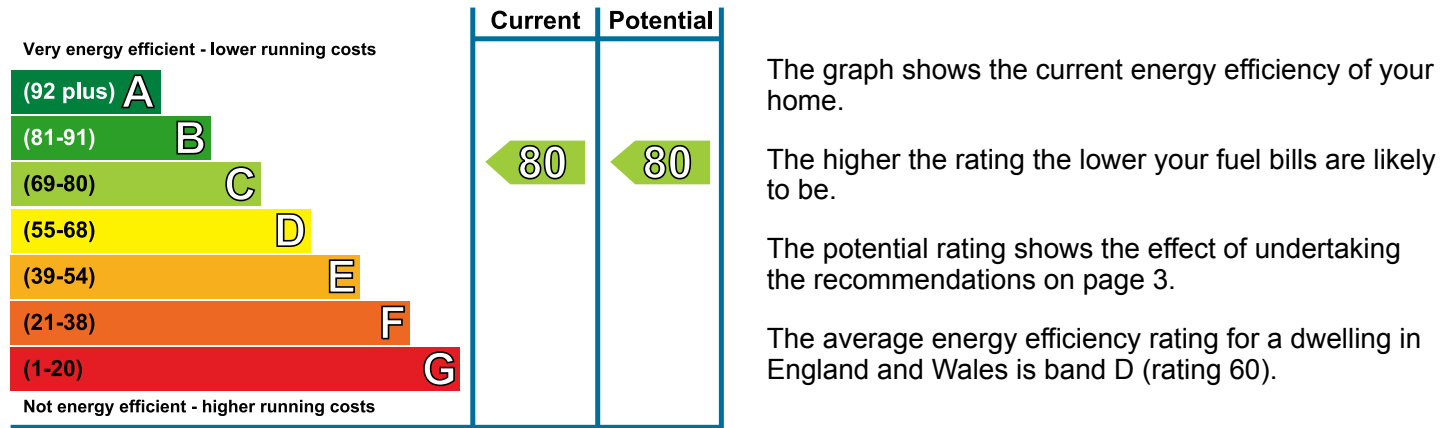 Current Potential
Very energy efficient - lower running costs
(92 plus) A
(81-91) B
(69-80) C
(55-68) D
(39-54) E
(21-38) F
(1-20) G
Not energy efficient - higher running costs
80 80
The graph shows the current energy efficiency of your
home.
The higher the rating the lower your fuel bills are likely
to be.
The potential rating shows the effect of undertaking
the recommendations on page 3.
The average energy efficiency rating for a dwelling in
England and Wales is band D (rating 60).